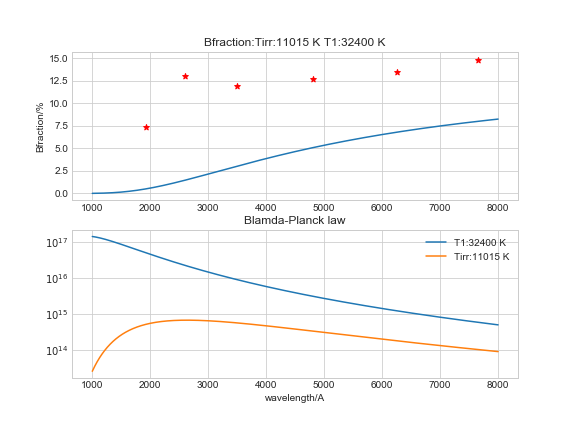 Bfraction:Tirr:11015 K T1:32400 K
15.0
12.5
10.0
7.5
5.0
2.5
0.0
Bfraction/%
1000 2000 3000 4000 5000 6000 7000 8000
Blamda-Planck law
10^17
10^16
10^15
10^14
T1:32400 K
Tirr:11015 K
1000 2000 3000 4000 5000 6000 7000 8000
wavelength/A